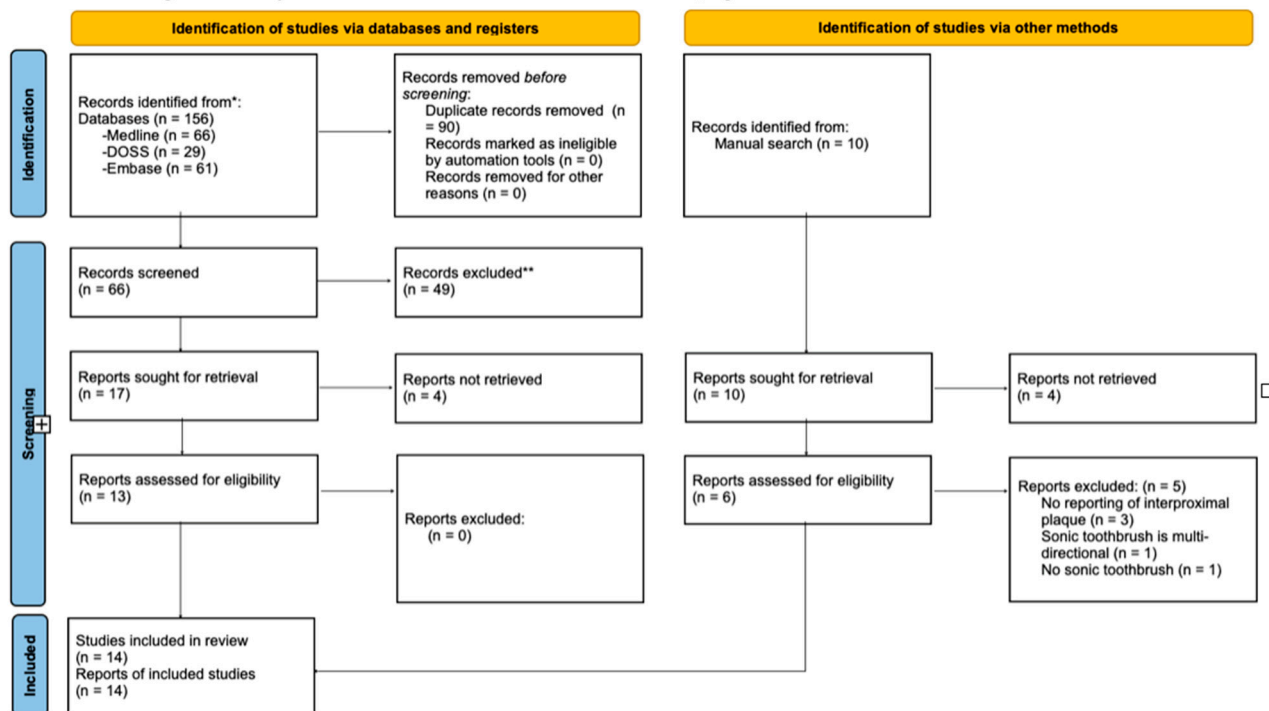 Identification of studies via databases and registers
Identification of studies via other methods
Identification
Records identified from*:
Databases (n = 156)
-Medline (n = 66)
-DOSS (n = 29)
-Embase (n = 61)
Records removed before
screening:
Duplicate records removed (n
= 90)
Records marked as ineligible
by automation tools (n = 0)
Records removed for other
reasons (n = 0)
Records identified from:
Manual search (n = 10)
Screening
Records screened
(n = 66)
Records excluded**
(n = 49)
Reports sought for retrieval
(n = 17)
Reports not retrieved
(n = 4)
Reports sought for retrieval
(n = 10)
Reports not retrieved
(n = 4)
Reports assessed for eligibility
(n = 13)
Reports excluded:
(n = 0)
Reports assessed for eligibility
(n = 6)
Reports excluded: (n = 5)
No reporting of interproximal
plaque (n = 3)
Sonic toothbrush is multi-
directional (n = 1)
No sonic toothbrush (n = 1)
Included
Studies included in review
(n = 14)
Reports of included studies
(n = 14)